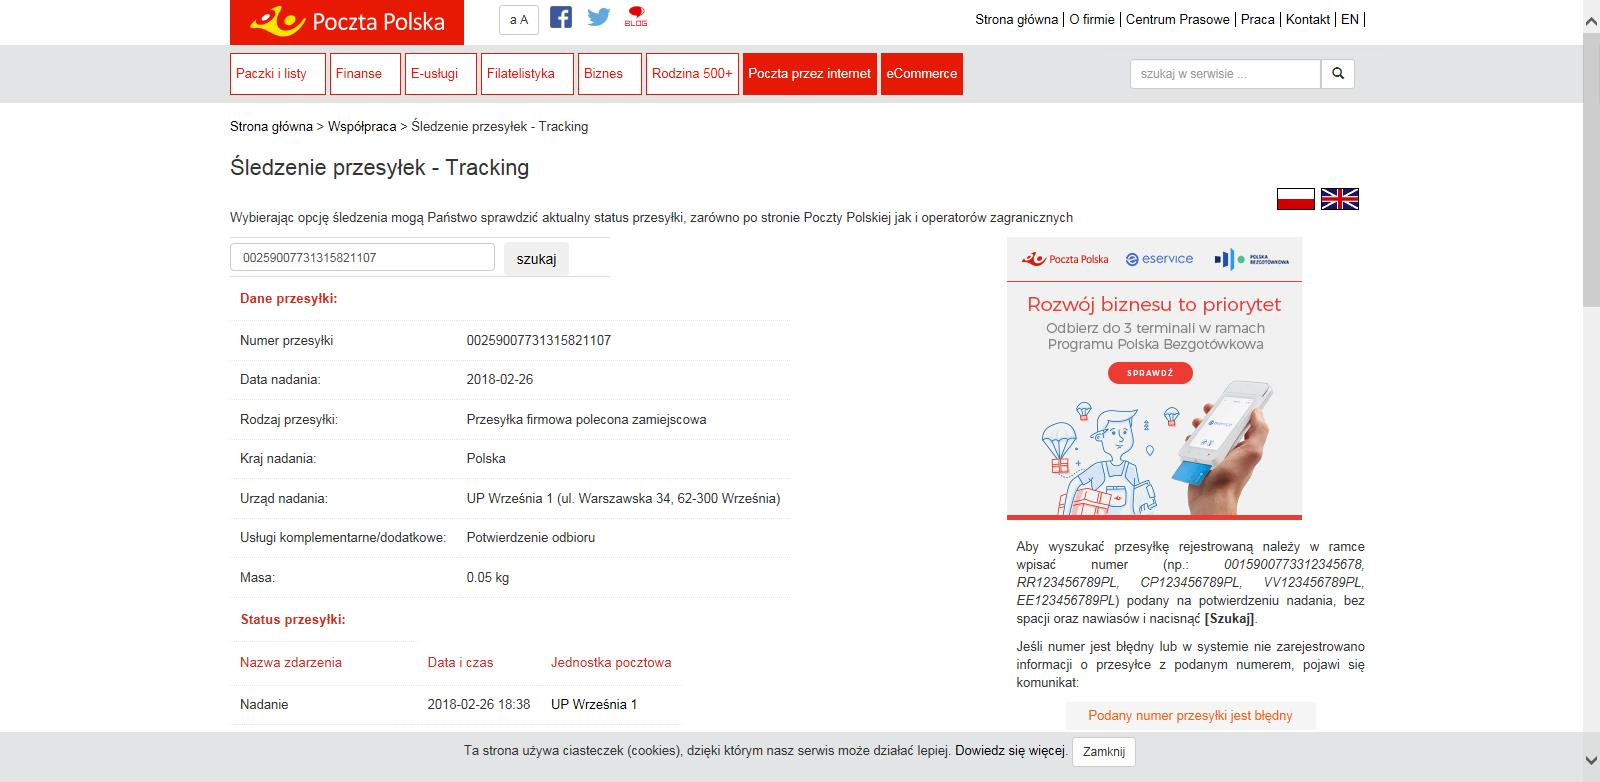 Poczta Polska
a A
BLOG
Strona główna | O firmie | Centrum Prasowe | Praca | Kontakt | EN |
Paczki i listy
Finanse
E-usługi
Filatelistyka
Biznes
Rodzina 500+
Poczta przez internet
eCommerce
szukaj w serwisie ...
Strona główna > Współpraca > Śledzenie przesyłek - Tracking
Śledzenie przesyłek - Tracking
Wybierając opcję śledzenia mogą Państwo sprawdzić aktualny status przesyłki, zarówno po stronie Poczty Polskiej jak i operatorów zagranicznych
00259007731315821107
szukaj
Dane przesyłki:
Numer przesyłki 00259007731315821107
Data nadania: 2018-02-26
Rodzaj przesyłki: Przesyłka firmowa polecona zamiejscowa
Kraj nadania: Polska
Urząd nadania: UP Września 1 (ul. Warszawska 34, 62-300 Września)
Usługi komplementarne/dodatkowe: Potwierdzenie odbioru
Masa: 0.05 kg
Status przesyłki:
Nazwa zdarzenia Data i czas Jednostka pocztowa
Nadanie 2018-02-26 18:38 UP Września 1
Poczta Polska
eservice
POLSKA
BEZGOTÓWKOWA
Rozwój biznesu to priorytet
Odbierz do 3 terminali w ramach
Programu Polska Bezgotówkowa
SPRAWDŹ
eservice
Aby wyszukać przesyłkę rejestrowaną należy w ramce
wpisać numer (np.: 0015900773312345678,
RR123456789PL, CP123456789PL, VV123456789PL,
EE123456789PL) podany na potwierdzeniu nadania, bez
spacji oraz nawiasów i nacisnąć [Szukaj].
Jeśli numer jest błędny lub w systemie nie zarejestrowano
informacji o przesyłce z podanym numerem, pojawi się
komunikat:
Podany numer przesyłki jest błędny
Ta strona używa ciasteczek (cookies), dzięki którym nasz serwis może działać lepiej. Dowiedz się więcej.
Zamknij